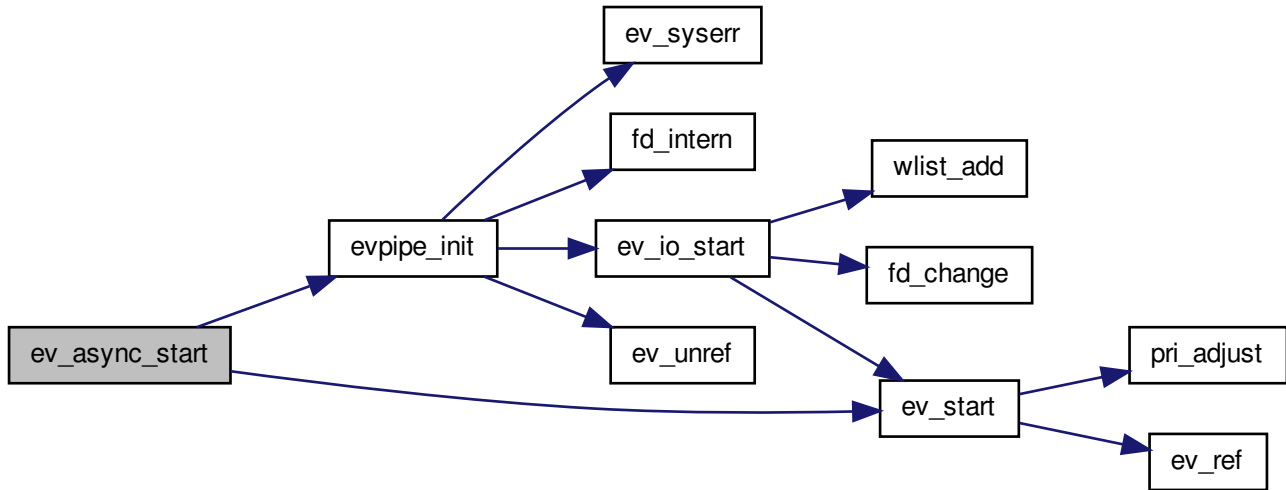 ev_syserr
fd_intern
wlist_add
evpipe_init
ev_io_start
fd_change
ev_async_start
ev_unref
pri_adjust
ev_start
ev_ref